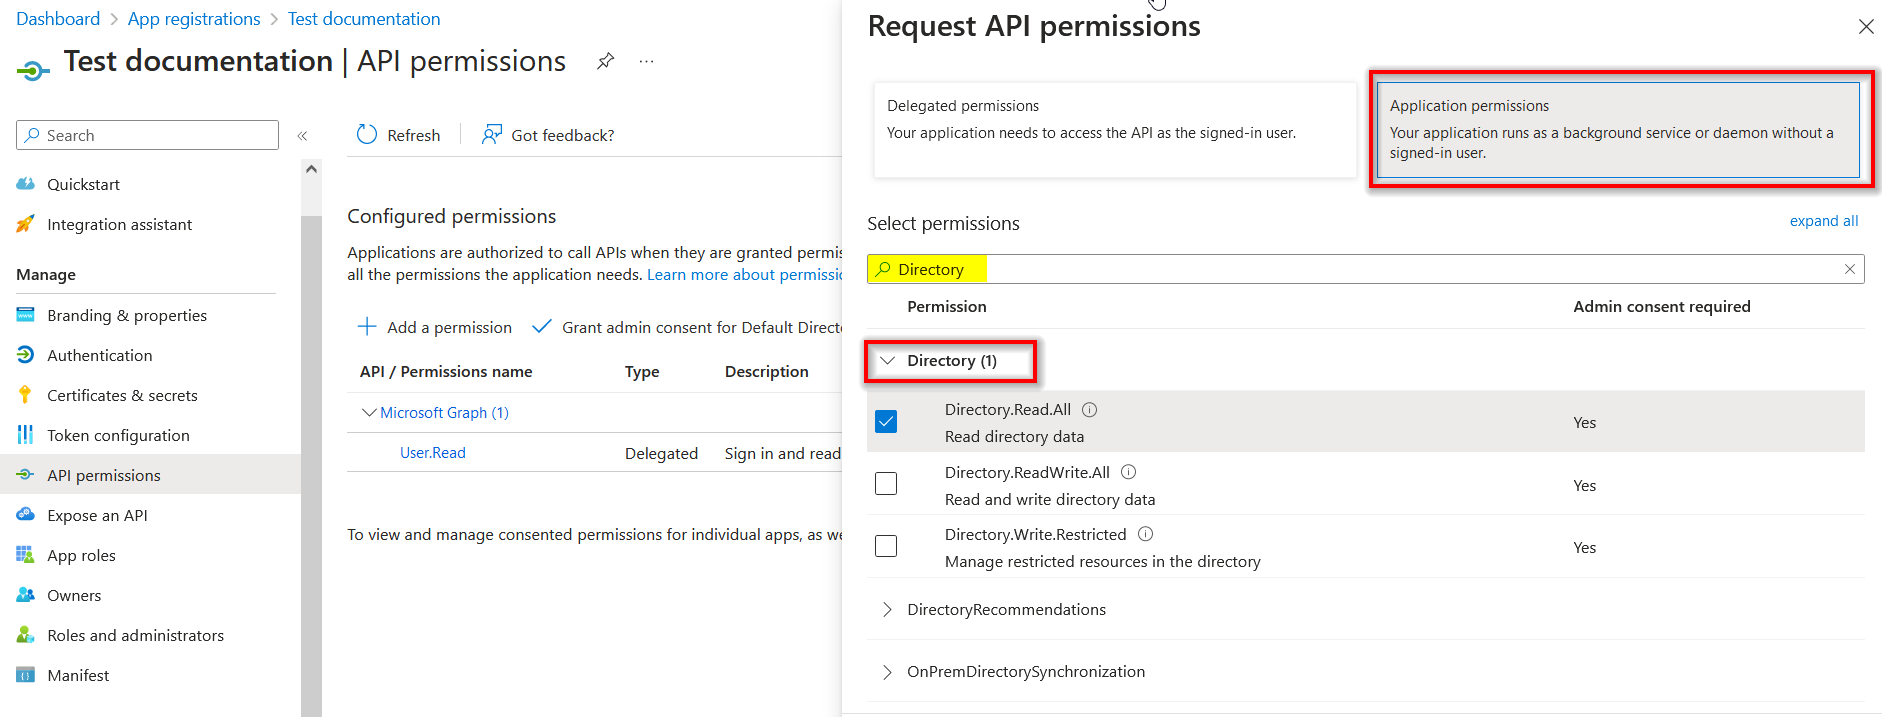 Dashboard > App registrations > Test documentation
Test documentation | API permissions
Search
Quickstart
Integration assistant
Manage
Branding & properties
Authentication
Certificates & secrets
Token configuration
API permissions
Expose an API
App roles
Owners
Roles and administrators
Manifest
Refresh
Got feedback?
Configured permissions
Applications are authorized to call APIs when they are granted
all the permissions the application needs. Learn more about
Add a permission
Grant admin consent for Default
API / Permissions name Type Description
Microsoft Graph (1)
User.Read Delegated Sign in and read
To view and manage consented permissions for individual apps, as
Request API permissions
Delegated permissions
Your application needs to access the API as the signed-in user.
Application permissions
Your application runs as a background service or daemon without a
signed-in user.
Select permissions
expand all
Directory
Permission Admin consent required
Directory (1)
Directory.Read.All
Read directory data
Yes
Directory.ReadWrite.All
Read and write directory data
Yes
Directory.Write.Restricted
Manage restricted resources in the directory
Yes
DirectoryRecommendations
OnPremDirectorySynchronization